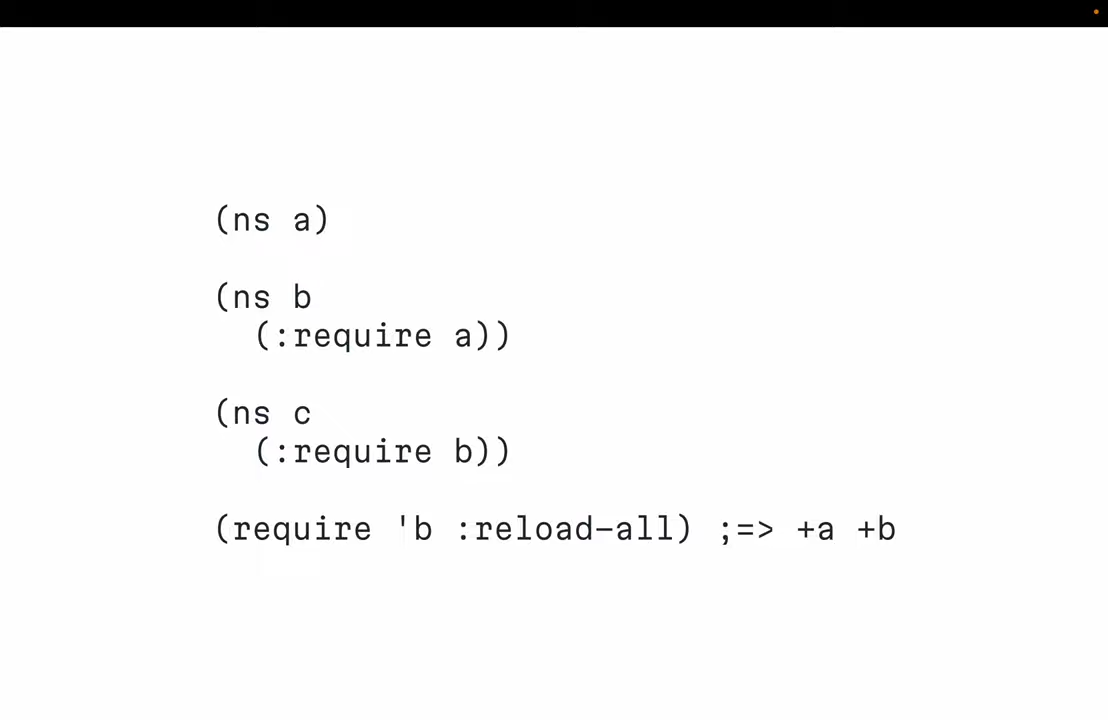 (ns a)
(ns b
(:require a))
(ns c
(:require b))
(require 'b :reload-all) ;=> +a +b